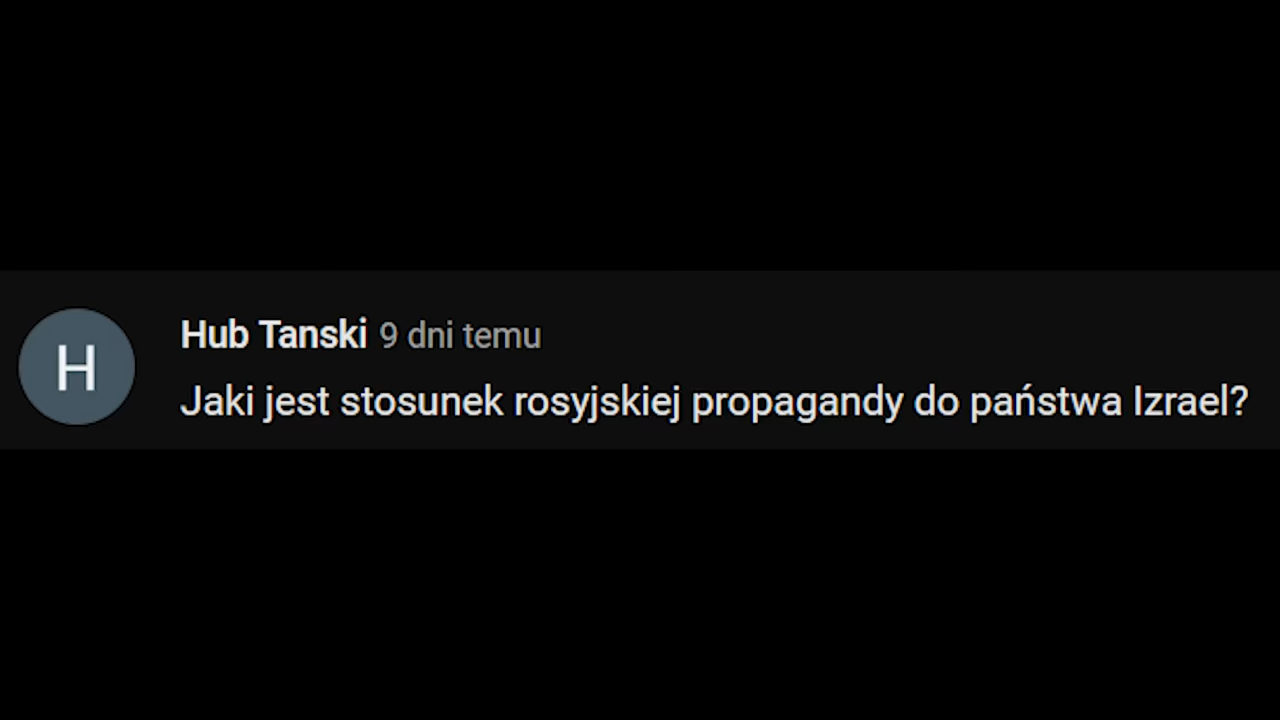 H
Hub Tanski 9 dni temu
Jaki jest stosunek rosyjskiej propagandy do państwa Izrael?